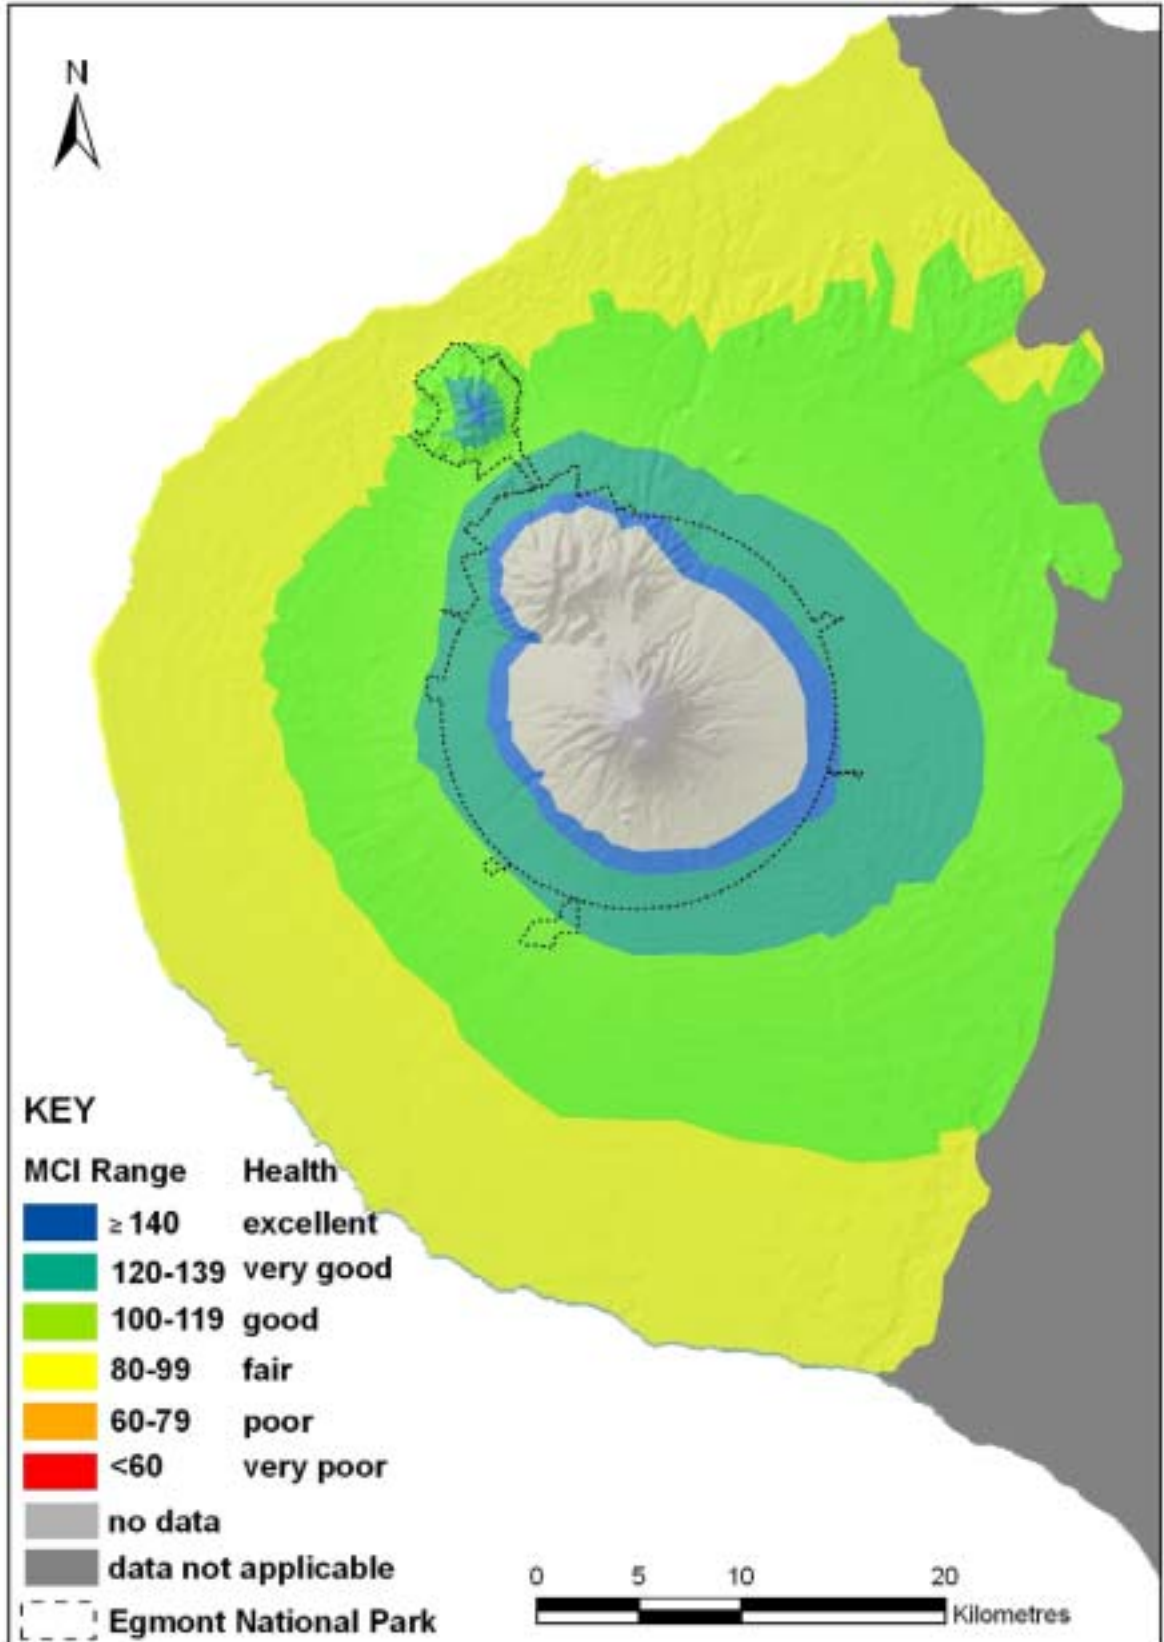 N
KEY
MCI Range Health
≥ 140 excellent
120-139 very good
100-119 good
80-99 fair
60-79 poor
<60 very poor
no data
data not applicable
Egmont National Park
0 5 10 20
Kilometres